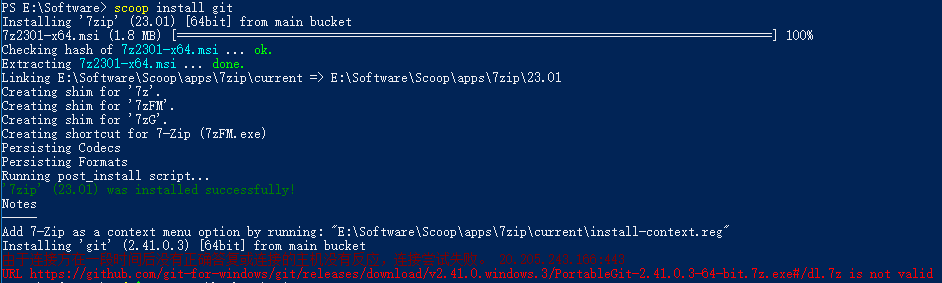 PS E:\Software> scoop install git
Installing '7zip' (23.01) [64bit] from main bucket
7z2301-x64.msi (1.8 MB) [=====================================================================================] 100%
Checking hash of 7z2301-x64.msi ... ok.
Extracting 7z2301-x64.msi ... done.
Linking E:\Software\Scoop\apps\7zip\current => E:\Software\Scoop\apps\7zip\23.01
Creating shim for '7z'.
Creating shim for '7zFM'.
Creating shim for '7zG'.
Creating shortcut for 7-Zip (7zFM.exe)
Persisting Codecs
Persisting Formats
Running post_install script...
'7zip' (23.01) was installed successfully!
Notes
-----
Add 7-Zip as a context menu option by running: "E:\Software\Scoop\apps\7zip\current\install-context.reg"
Installing 'git' (2.41.0.3) [64bit] from main bucket
URL https://github.com/git-for-windows/git/releases/download/v2.41.0.windows.3/PortableGit-2.41.0.3-64-bit.7z.exe#/dl.7z is not valid